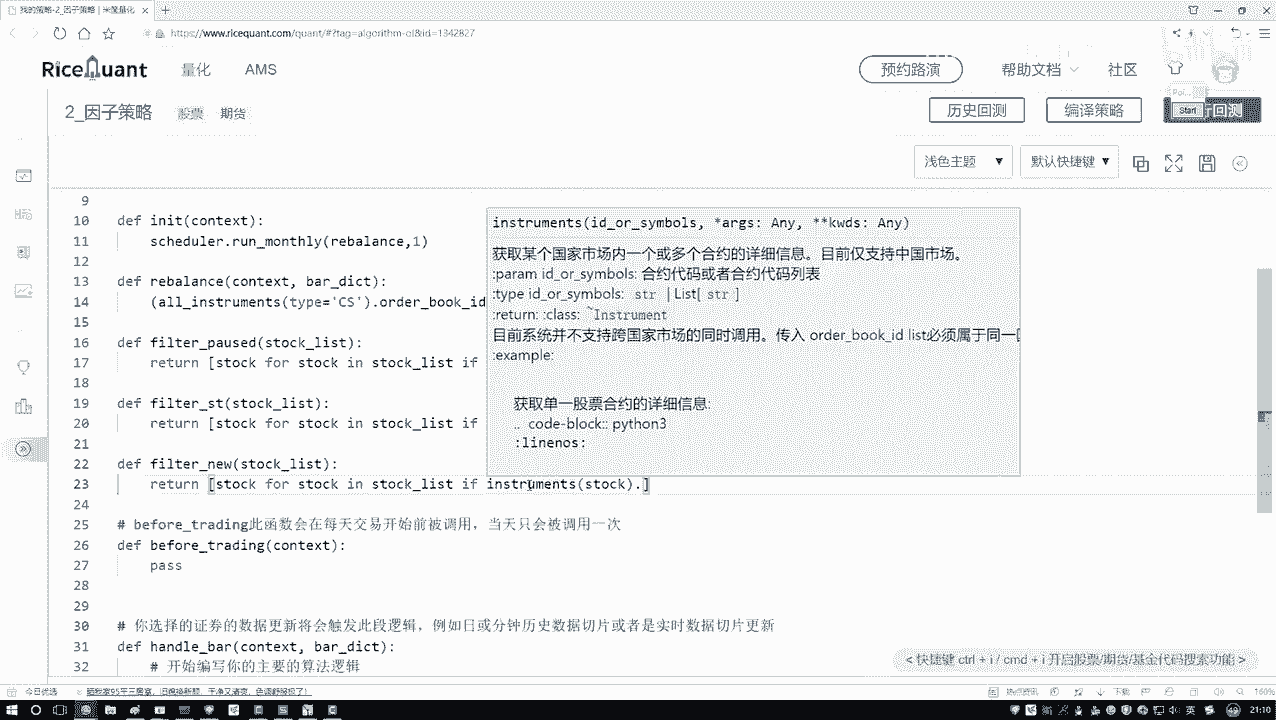 找的策略-2_因子策略 | 米筐量化
https://www.ricequant.com/quant/#?tag=algorithm-ol&id=1342827
RiceQuant 量化 AMS 预约路演 帮助文档 社区
2_因子策略 股票 期货 历史回测 编译策略 Start 回测
浅色主题 默认快捷键
9
10 def init(context):
11 scheduler.run_monthly(rebalance,1)
12
13 def rebalance(context, bar_dict):
14 (all_instruments(type='CS').order_book_id
15
16 def filter_paused(stock_list):
17 return [stock for stock in stock_list if
18
19 def filter_st(stock_list):
20 return [stock for stock in stock_list if
21
22 def filter_new(stock_list):
23 return [stock for stock in stock_list if instruments(stock).]
24
25 # before_trading此函数会在每天交易开始前被调用，当天只会被调用一次
26 def before_trading(context):
27 pass
28
29
30 # 你选择的证券的数据更新将会触发此段逻辑，例如日或分钟历史数据切片或者是实时数据切片更新
31 def handle_bar(context, bar_dict):
32 # 开始编写你的主要的算法逻辑
instruments(id_or_symbols, *args: Any, **kwds: Any)
获取某个国家市场内一个或多个合约的详细信息。目前仅支持中国市场。
:param id_or_symbols: 合约代码或者合约代码列表
:type id_or_symbols: str | List[ str ]
:return: :class: `Instrument
目前系统并不支持跨国家市场的同时调用。传入 order_book_id list必须属于同一
:example:
获取单一股票合约的详细信息:
.. code-block:: python3
:linenos:
< 快捷键 ctrl + i / cmd + i 开启股票/期货/基金代码搜索功能 >
今日优选
下载 160%
英 21:10